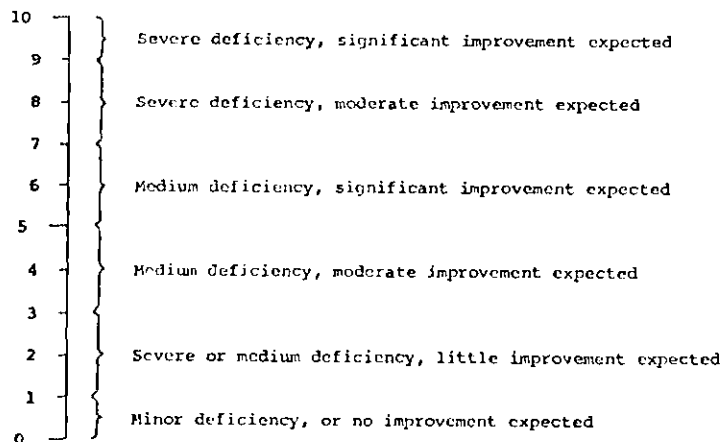 10
Severe deficiency, significant improvement expected
9
8 Severe deficiency, moderate improvement expected
7
6 Medium deficiency, significant improvement expected
5
4 Medium deficiency, moderate improvement expected
3
2 Severe or medium deficiency, little improvement expected
1
Minor deficiency, or no improvement expected
0